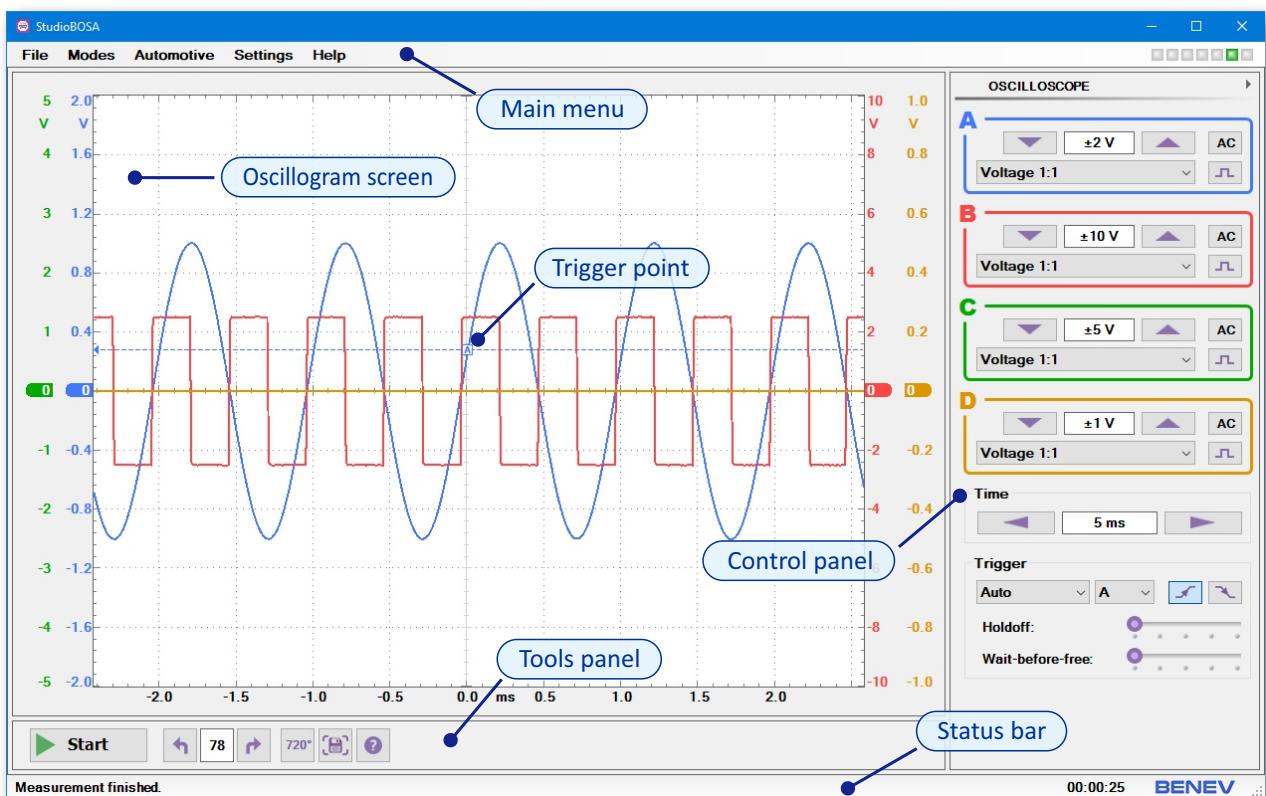 StudioBOSA
File Modes Automotive Settings Help
Main menu
5 2.0 10 1.0
V V V V
4 1.6 8 0.8
Oscillogram screen
3 1.2 6 0.6
2 0.8 4 0.4
Trigger point
1 0.4 2 0.2
A
0 0 0 0
-1 -0.4 -2 -0.2
-2 -0.8 -4 -0.4
-3 -1.2 -0.6
-4 -1.6 -8 -0.8
-5 -2.0 -10 -1.0
-2.0 -1.5 -1.0 -0.5 0.0 ms 0.5 1.0 1.5 2.0
OSCILLOSCOPE
A
±2 V AC
Voltage 1:1
B
±10 V AC
Voltage 1:1
C
±5 V AC
Voltage 1:1
D
±1 V AC
Voltage 1:1
Time
5 ms
Control panel
Trigger
Auto A
Holdoff:
Wait-before-free:
Tools panel
Start 78 720° ?
Status bar
Measurement finished. 00:00:25 BENEV